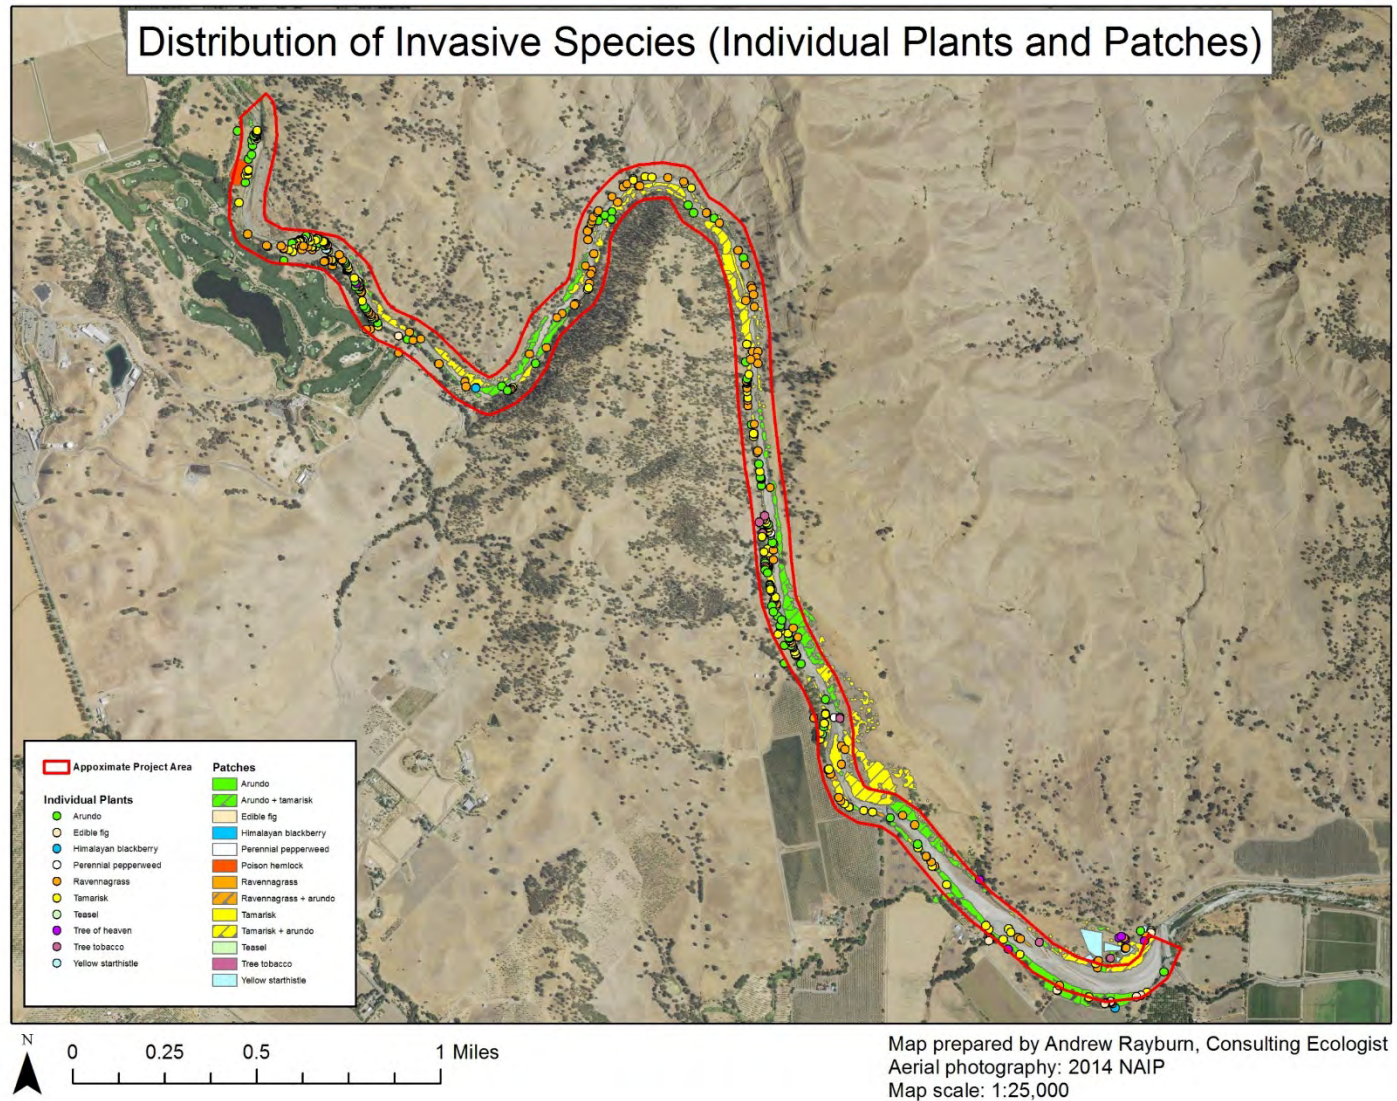 Distribution of Invasive Species (Individual Plants and Patches)
Appoximate Project Area
Individual Plants
Arundo
Edible fig
Himalayan blackberry
Perennial pepperweed
Ravennagrass
Tamarisk
Teasel
Tree of heaven
Tree tobacco
Yellow starthistle
Patches
Arundo
Arundo + tamarisk
Edible fig
Himalayan blackberry
Perennial pepperweed
Poison hemlock
Ravennagrass
Ravennagrass + arundo
Tamarisk
Tamarisk + arundo
Teasel
Tree tobacco
Yellow starthistle
N
0 0.25 0.5 1 Miles
Map prepared by Andrew Rayburn, Consulting Ecologist
Aerial photography: 2014 NAIP
Map scale: 1:25,000